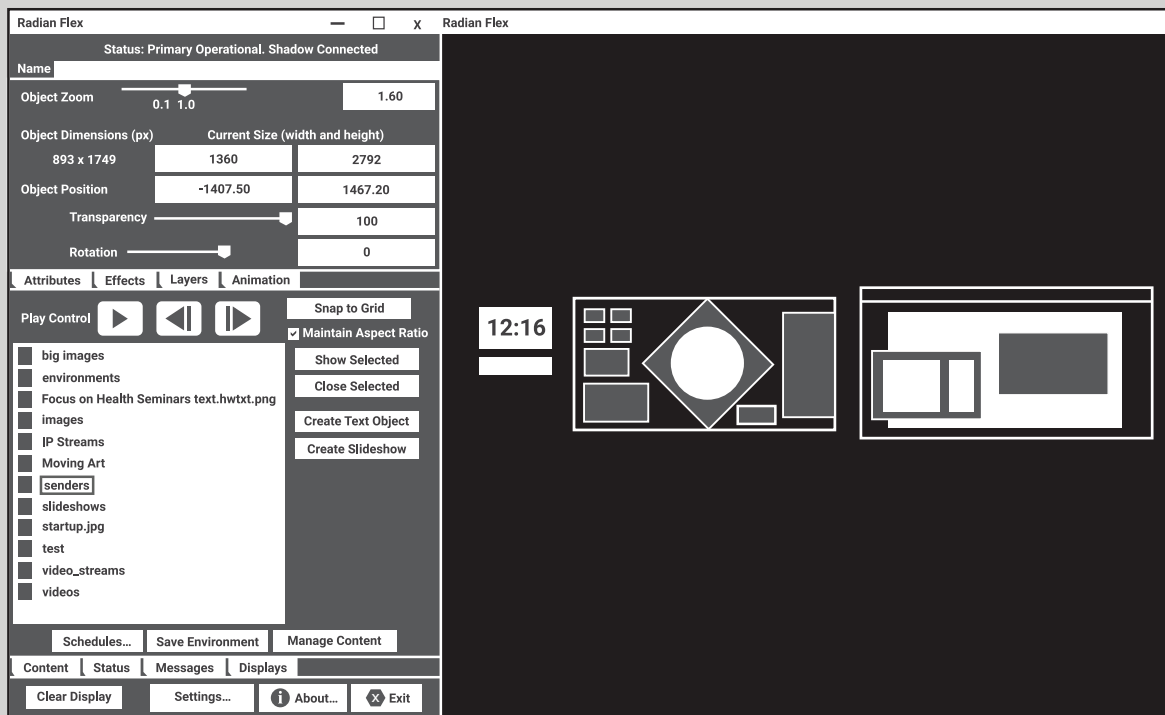 Radian Flex
X
Radian Flex
Status: Primary Operational. Shadow Connected
Name
Object Zoom
0.1 1.0
1.60
Object Dimensions (px)
Current Size (width and height)
893 x 1749
1360
2792
Object Position
-1407.50
1467.20
Transparency
100
Rotation
0
Attributes
Effects
Layers
Animation
Play Control
Snap to Grid
Maintain Aspect Ratio
Show Selected
Close Selected
Create Text Object
Create Slideshow
big images
environments
Focus on Health Seminars text.hwtxt.png
images
IP Streams
Moving Art
senders
slideshows
startup.jpg
test
video_streams
videos
Schedules...
Save Environment
Manage Content
Content
Status
Messages
Displays
Clear Display
Settings...
i About...
X Exit
12:16